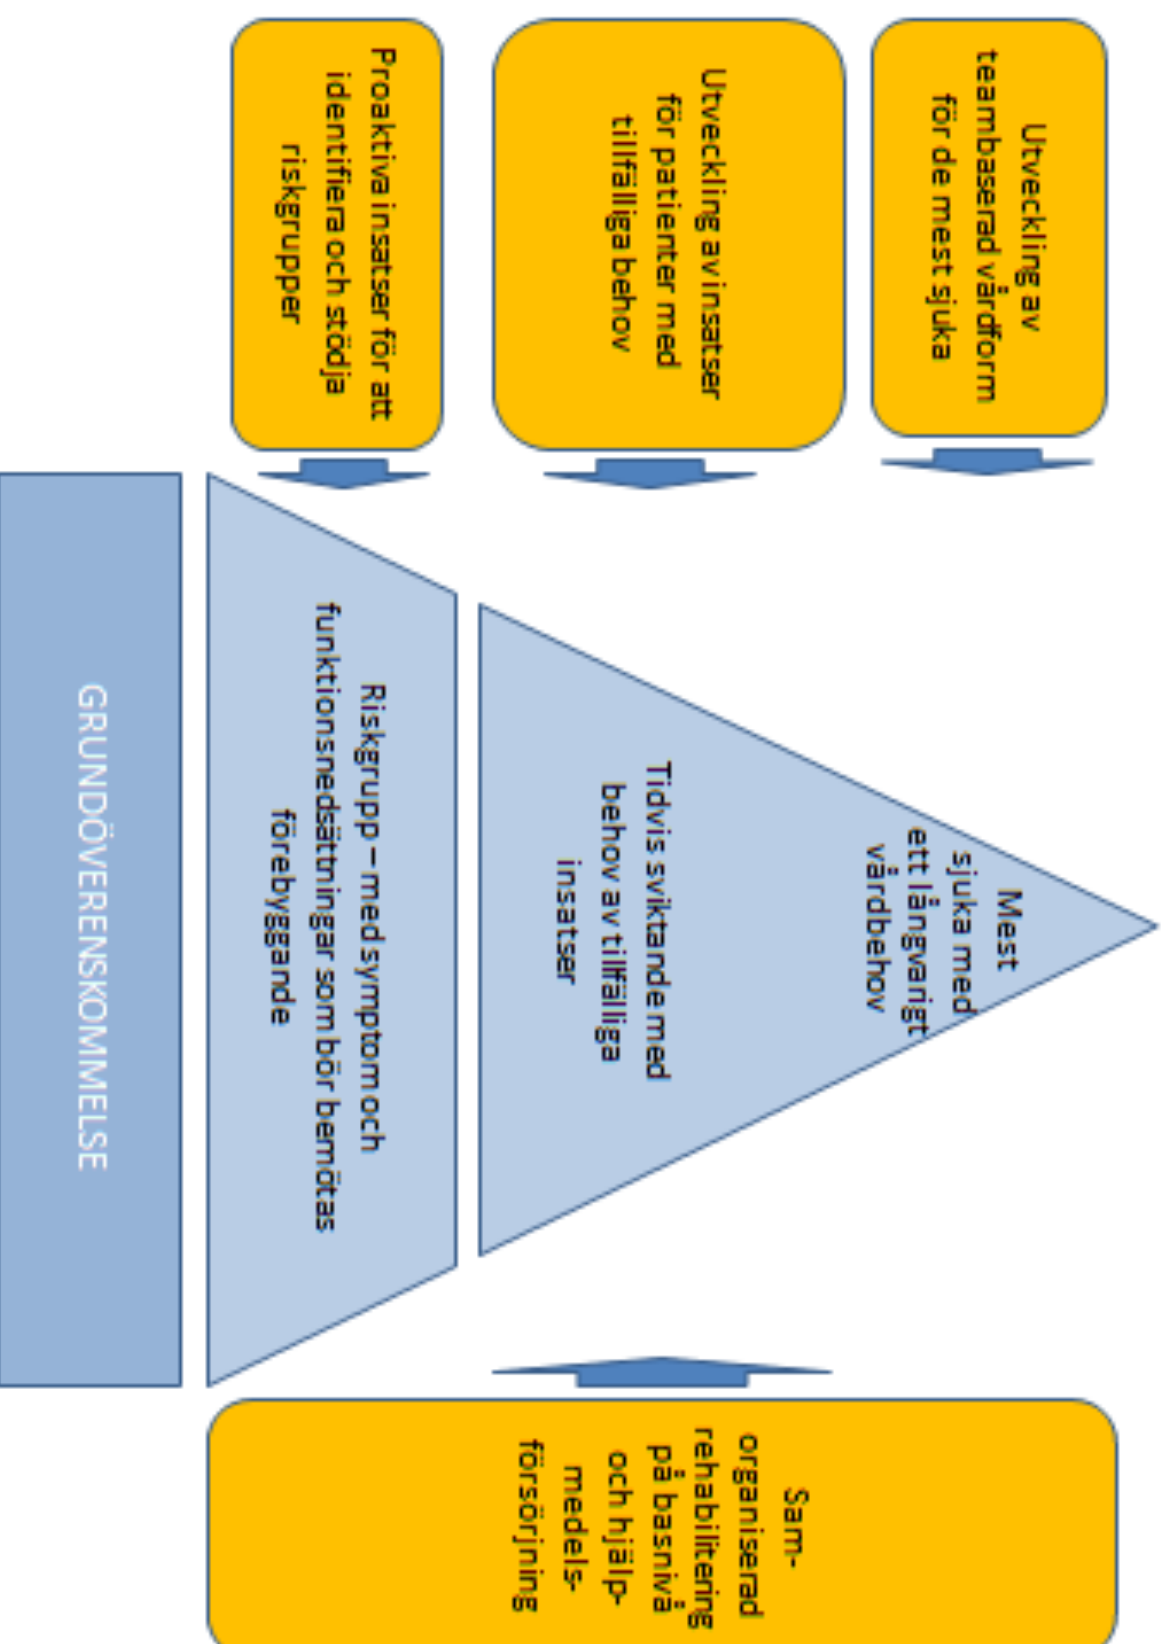 Utveckling av
teambaserad vårdform
för de mest sjuka
Utveckling av insatser
för patienter med
tillfälliga behov
Proaktiva insatser för att
identifiera och stödja
riskgrupper
Mest
sjuka med
ett långvarigt
vårdbehov
Tidvis sviktande med
behov av tillfälliga
insatser
Riskgrupp – med symptom och
funktionsnedsättningar som bör bemötas
förebyggande
GRUNDÖVERENSKOMMELSE
Sam-
organiserad
rehabilitering
på basnivå
och hjälp-
medels-
försörjning